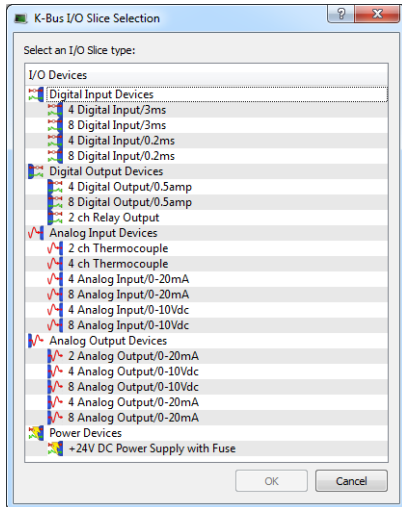 K-Bus I/O Slice Selection
Select an I/O Slice type:
I/O Devices
Digital Input Devices
4 Digital Input/3ms
8 Digital Input/3ms
4 Digital Input/0.2ms
8 Digital Input/0.2ms
Digital Output Devices
4 Digital Output/0.5amp
8 Digital Output/0.5amp
2 ch Relay Output
Analog Input Devices
2 ch Thermocouple
4 ch Thermocouple
4 Analog Input/0-20mA
8 Analog Input/0-20mA
4 Analog Input/0-10Vdc
8 Analog Input/0-10Vdc
Analog Output Devices
2 Analog Output/0-20mA
4 Analog Output/0-10Vdc
8 Analog Output/0-10Vdc
4 Analog Output/0-20mA
8 Analog Output/0-20mA
Power Devices
+24V DC Power Supply with Fuse
OK Cancel